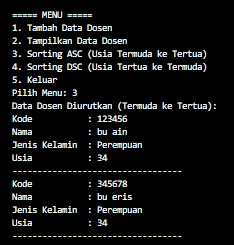 ===== MENU =====
1. Tambah Data Dosen
2. Tampilkan Data Dosen
3. Sorting ASC (Usia Termuda ke Tertua)
4. Sorting DSC (Usia Tertua ke Termuda)
5. Keluar
Pilih Menu: 3
Data Dosen Diurutkan (Termuda ke Tertua):
Kode : 123456
Nama : bu ain
Jenis Kelamin : Perempuan
Usia : 34
----------------------------------
Kode : 345678
Nama : bu eris
Jenis Kelamin : Perempuan
Usia : 34
----------------------------------